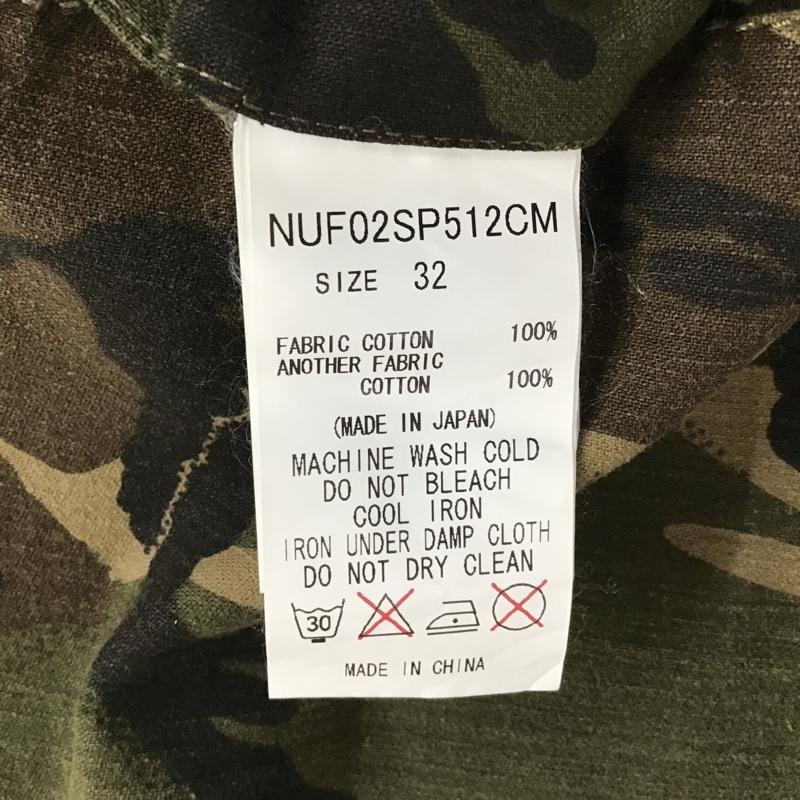 NUF02SP512CM
SIZE 32
FABRIC COTTON 100%
ANOTHER FABRIC
COTTON 100%
(MADE IN JAPAN)
MACHINE WASH COLD
DO NOT BLEACH
COOL IRON
IRON UNDER DAMP CLOTH
DO NOT DRY CLEAN
30
MADE IN CHINA